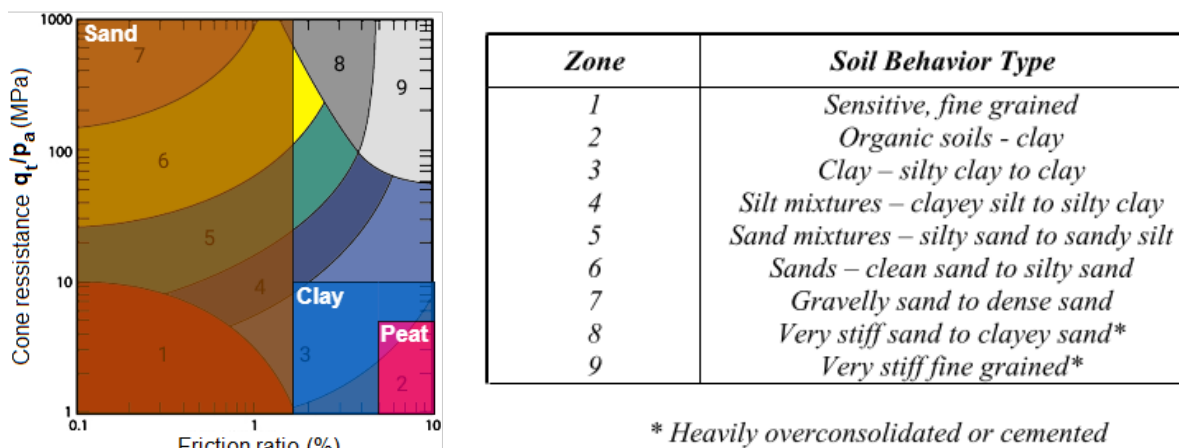 1000
Sand
7
8
9
100
6
5
10
4
Clay
Peat
1
3
2
1
0.1
1
10
Cone ressistance qt/pa (MPa)
Friction ratio (%)
Zone Soil Behavior Type
1 Sensitive, fine grained
2 Organic soils - clay
3 Clay – silty clay to clay
4 Silt mixtures – clayey silt to silty clay
5 Sand mixtures – silty sand to sandy silt
6 Sands – clean sand to silty sand
7 Gravelly sand to dense sand
8 Very stiff sand to clayey sand*
9 Very stiff fine grained*
* Heavily overconsolidated or cemented